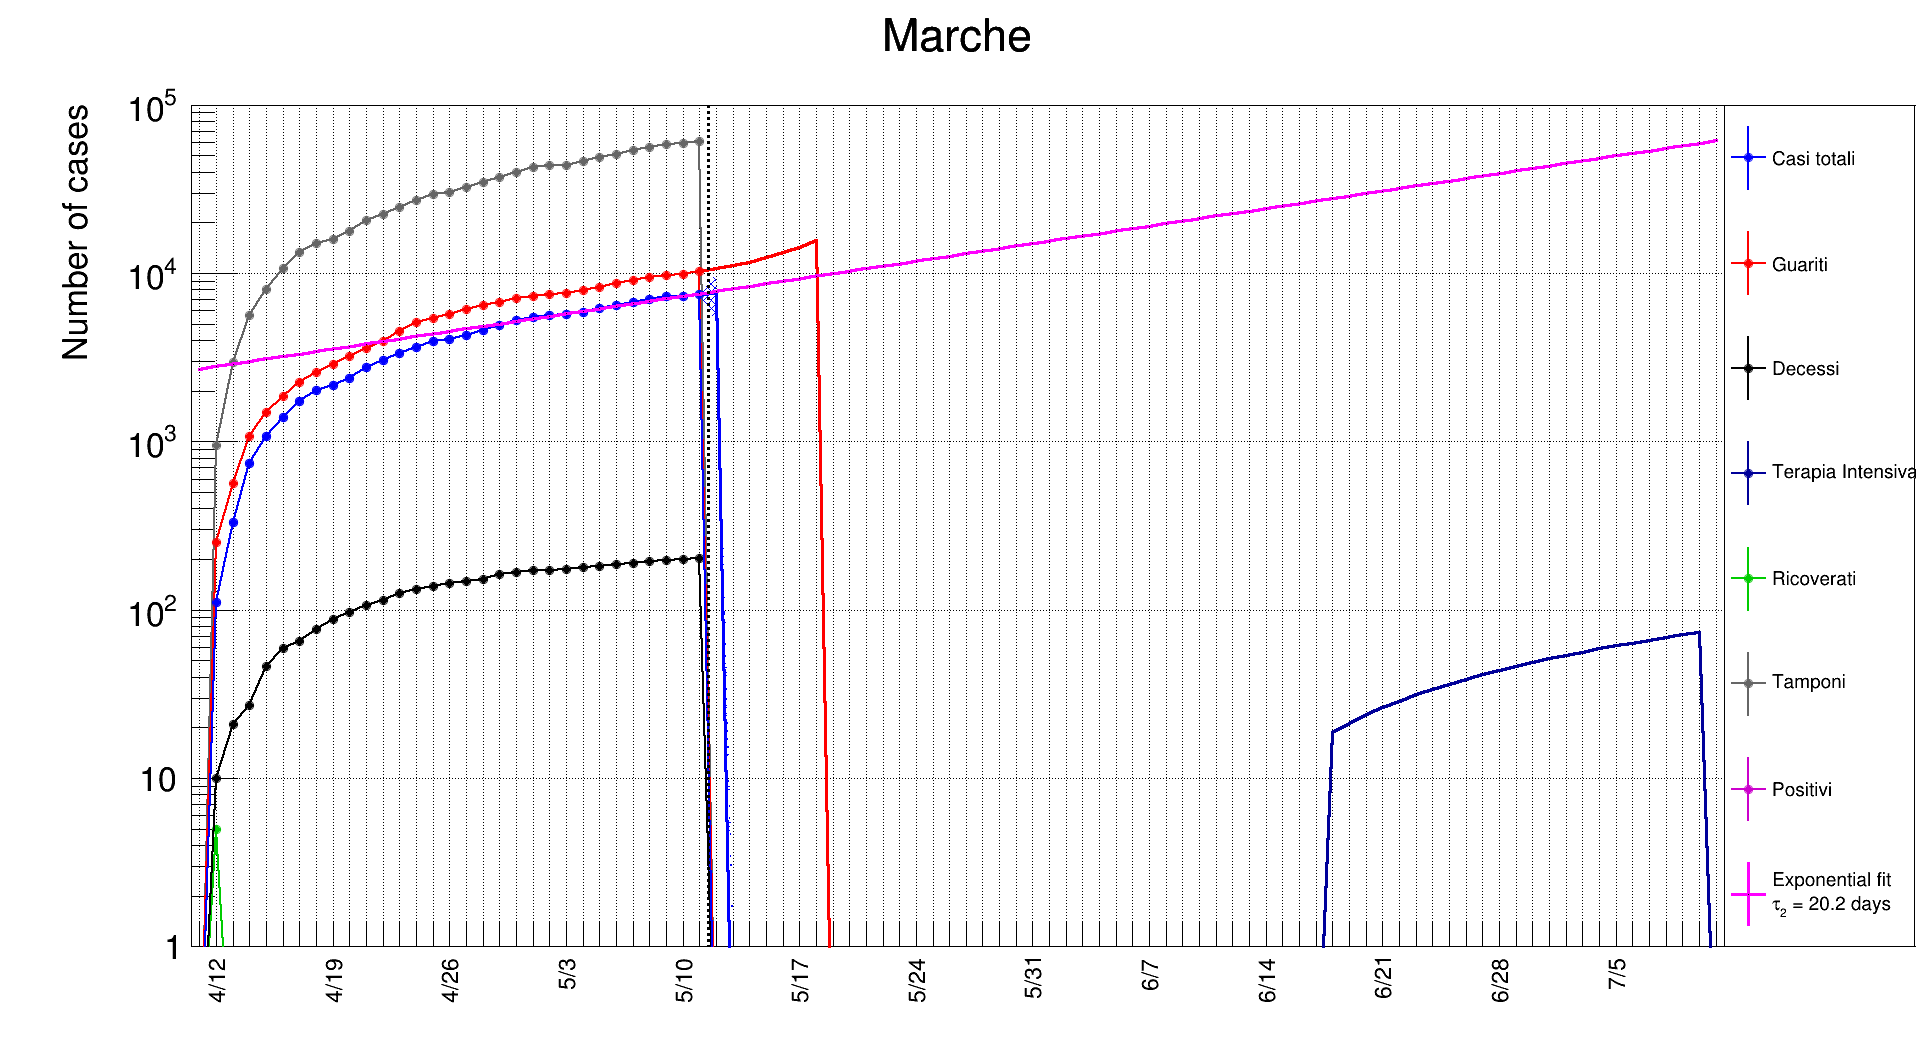 Marche
Number of cases
10^5
10^4
10^3
10^2
10
1
4/12
4/19
4/26
5/3
5/10
5/17
5/24
5/31
6/7
6/14
6/21
6/28
7/5
Casi totali
Guariti
Decessi
Terapia Intensiva
Ricoverati
Tamponi
Positivi
Exponential fit
τ₂ = 20.2 days